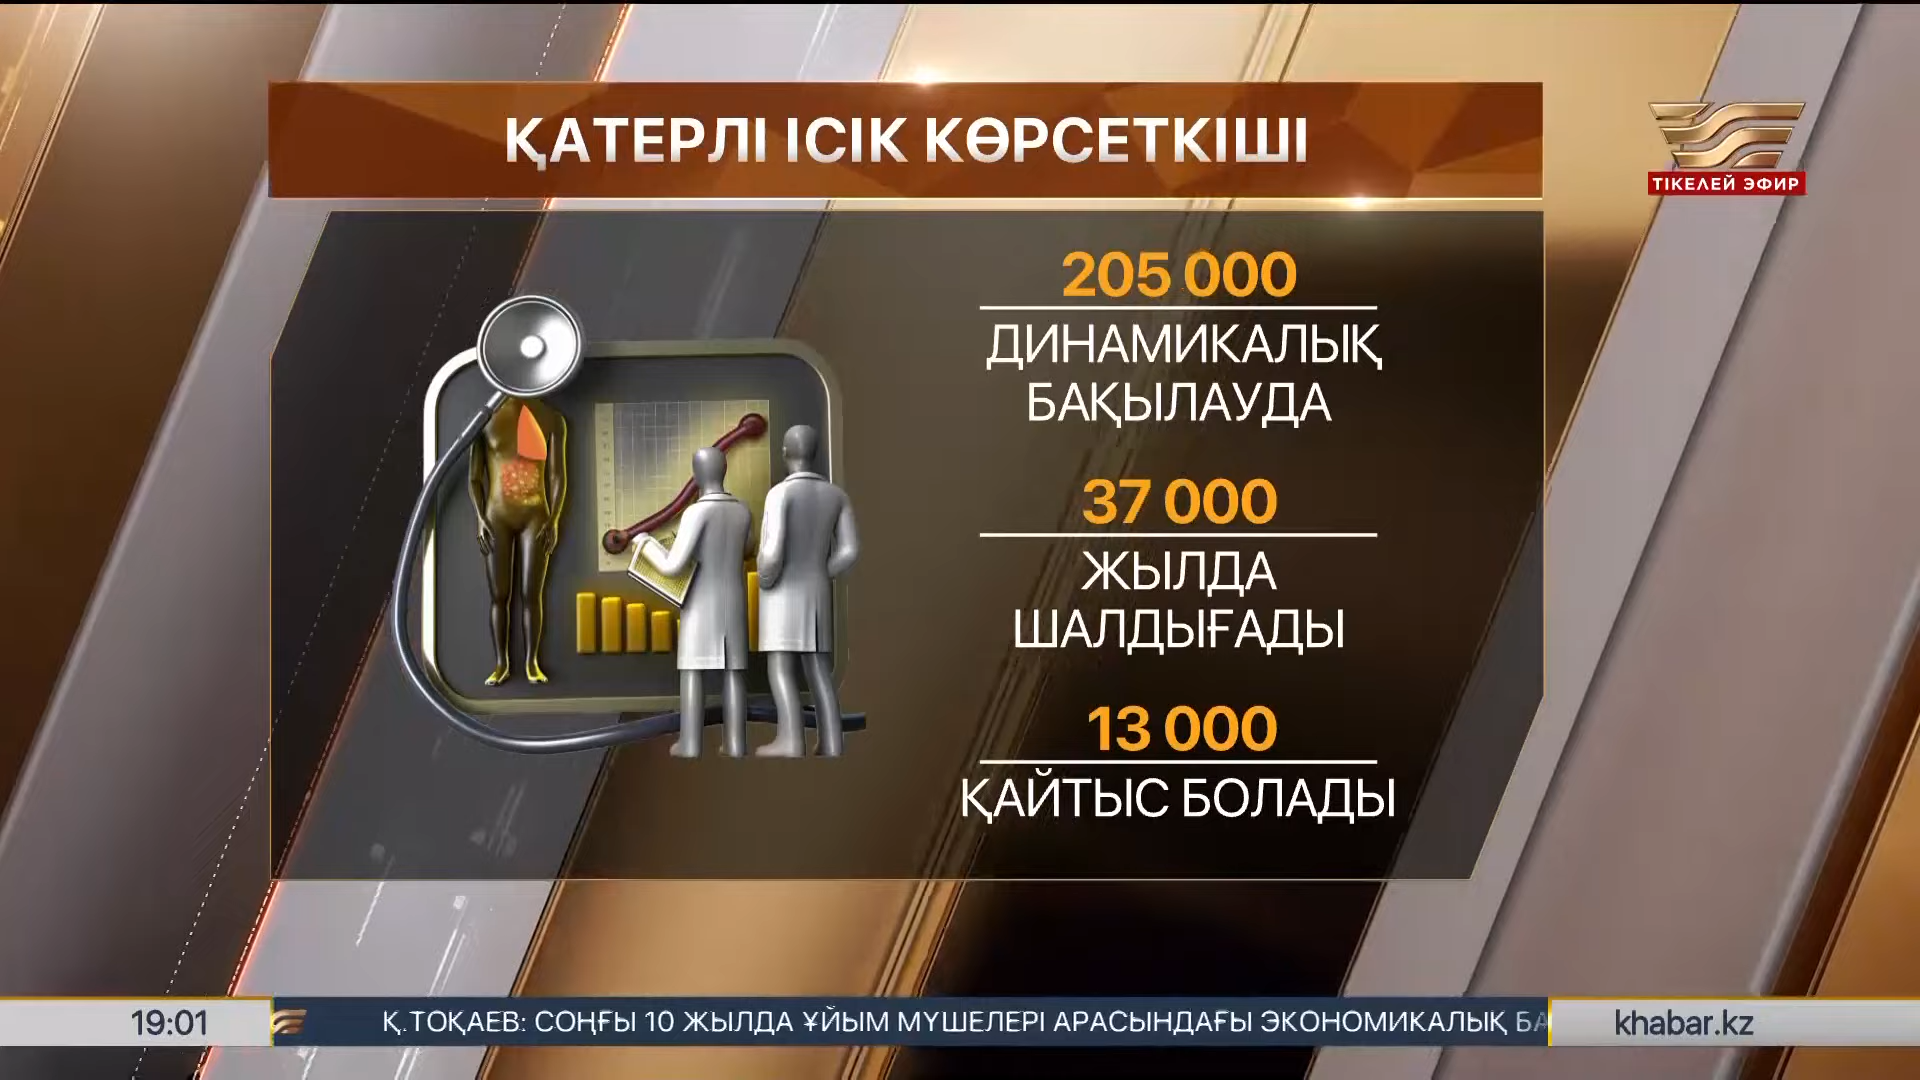 ҚАТЕРЛІ ІСІК КӨРСЕТКІШІ
ТІКЕЛЕЙ ЭФИР
205 000
ДИНАМИКАЛЫҚ
БАҚЫЛАУДА
37 000
ЖЫЛДА
ШАЛДЫҒАДЫ
13 000
ҚАЙТЫС БОЛАДЫ
19:01
Қ.ТОҚАЕВ: СОҢҒЫ 10 ЖЫЛДА ҰЙЫМ МҮШЕЛЕРІ АРАСЫНДАҒЫ ЭКОНОМИКАЛЫҚ
khabar.kz